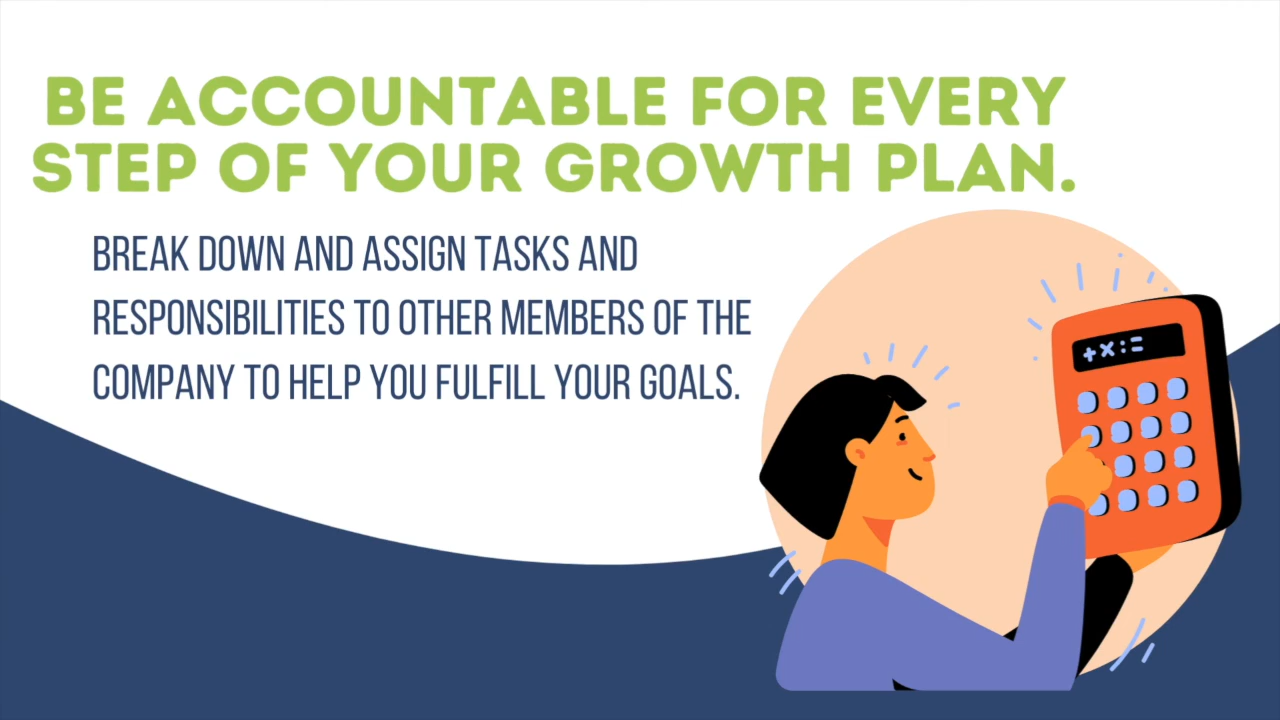 BE ACCOUNTABLE FOR EVERY
STEP OF YOUR GROWTH PLAN.
BREAK DOWN AND ASSIGN TASKS AND
RESPONSIBILITIES TO OTHER MEMBERS OF THE
COMPANY TO HELP YOU FULFILL YOUR GOALS.
+×:=